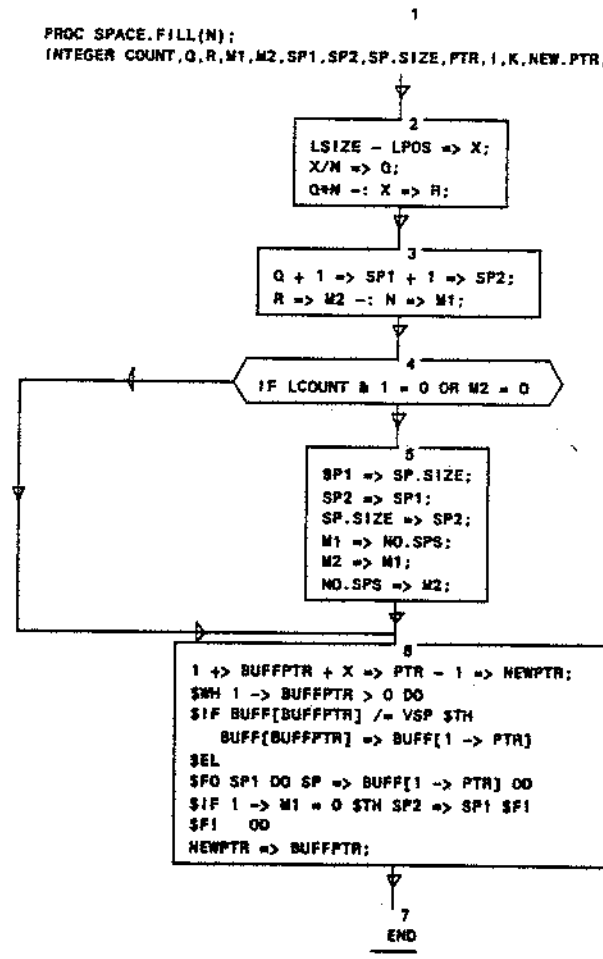 1
PROC SPACE.FILL(N);
INTEGER COUNT,Q,R,M1,M2,SP1,SP2,SP.SIZE,PTR,I,K,NEW.PTR,
2
LSIZE - LPOS => X;
X/N => Q;
Q*N -: X => R;
3
Q + 1 => SP1 + 1 => SP2;
R => M2 -: N => M1;
4
IF LCOUNT & 1 = 0 OR M2 = 0
5
SP1 => SP.SIZE;
SP2 => SP1;
SP.SIZE => SP2;
M1 => NO.SPS;
M2 => M1;
NO.SPS => M2;
6
1 +> BUFFPTR + X => PTR - 1 => NEWPTR;
$WH 1 -> BUFFPTR > 0 DO
$IF BUFF[BUFFPTR] /= VSP $TH
BUFF[BUFFPTR] => BUFF[1 -> PTR]
$EL
$FO SP1 DO SP => BUFF[1 -> PTR] OD
$IF 1 -> M1 = 0 $TH SP2 => SP1 $FI
$FI OD
NEWPTR => BUFFPTR;
7
END